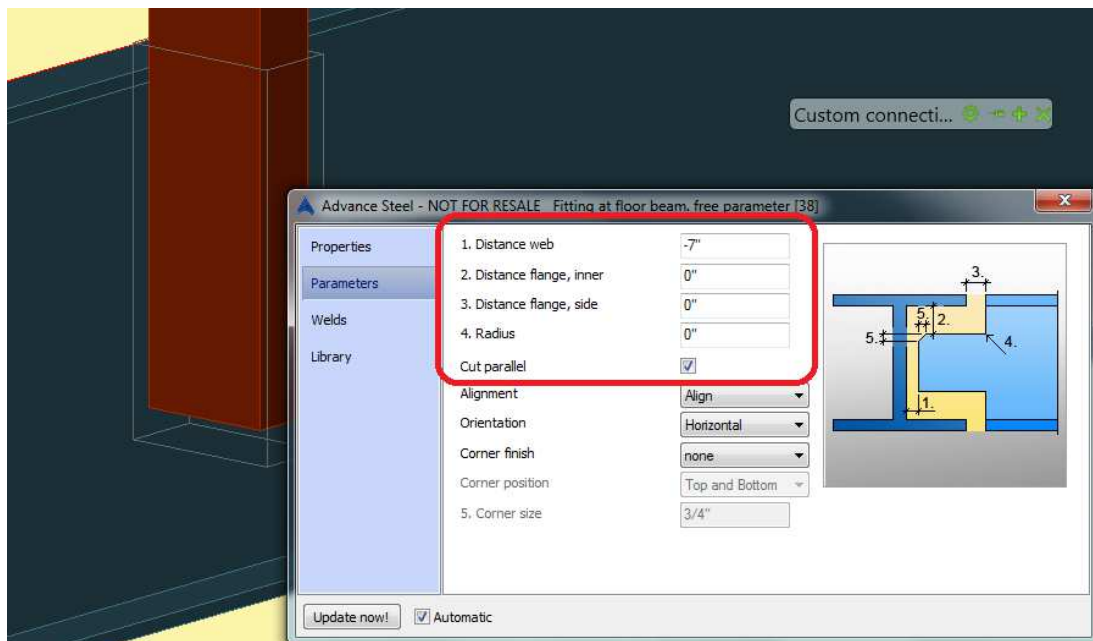 Custom connecti...
Advance Steel - NOT FOR RESALE Fitting at floor beam. free parameter [38]
x
Properties
Parameters
Welds
Library
1. Distance web -7"
2. Distance flange, inner 0"
3. Distance flange, side 0"
4. Radius 0"
Cut parallel
Alignment Align
Orientation Horizontal
Corner finish none
Corner position Top and Bottom
5. Corner size 3/4"
3.
5. 2.
5. 4.
1.
Update now! Automatic